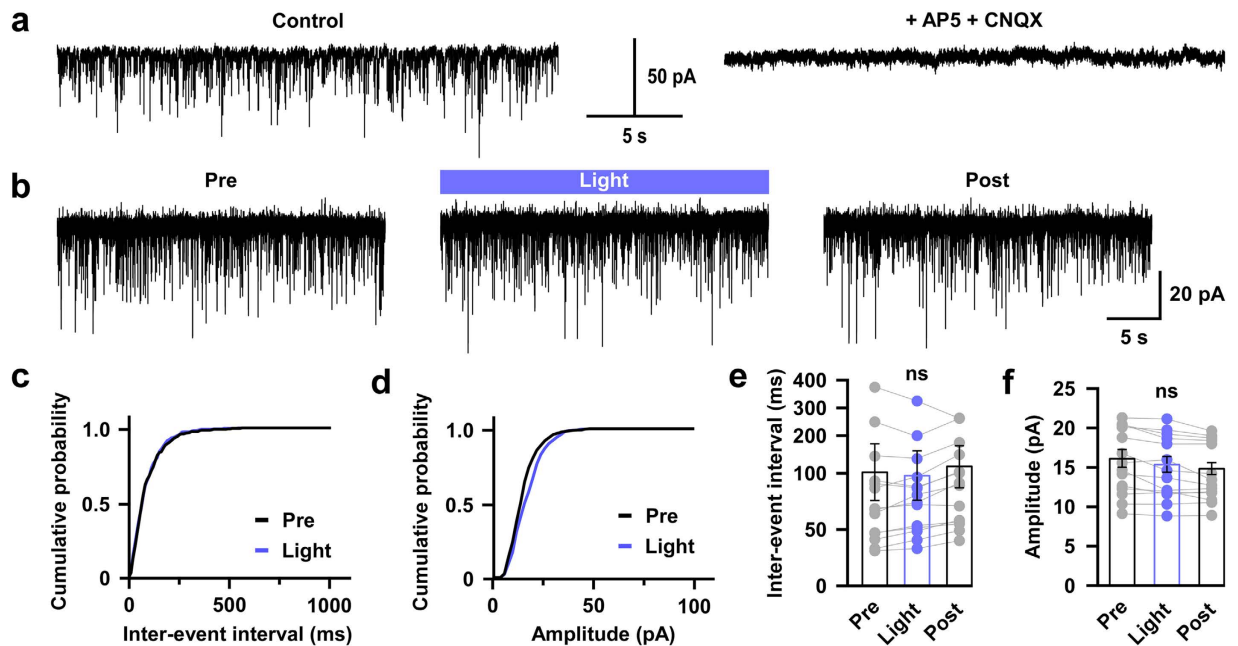 a
Control
+ AP5 + CNQX
50 pA
5 s
b
Pre
Light
Post
20 pA
5 s
c
Cumulative probability
1.0
0.5
0
Pre
Light
0 500 1000
Inter-event interval (ms)
d
Cumulative probability
1.0
0.5
0
Pre
Light
0 50 100
Amplitude (pA)
e
Inter-event interval (ms)
ns
400
300
200
100
50
0
Pre Light Post
f
Amplitude (pA)
ns
25
20
15
10
5
0
Pre Light Post